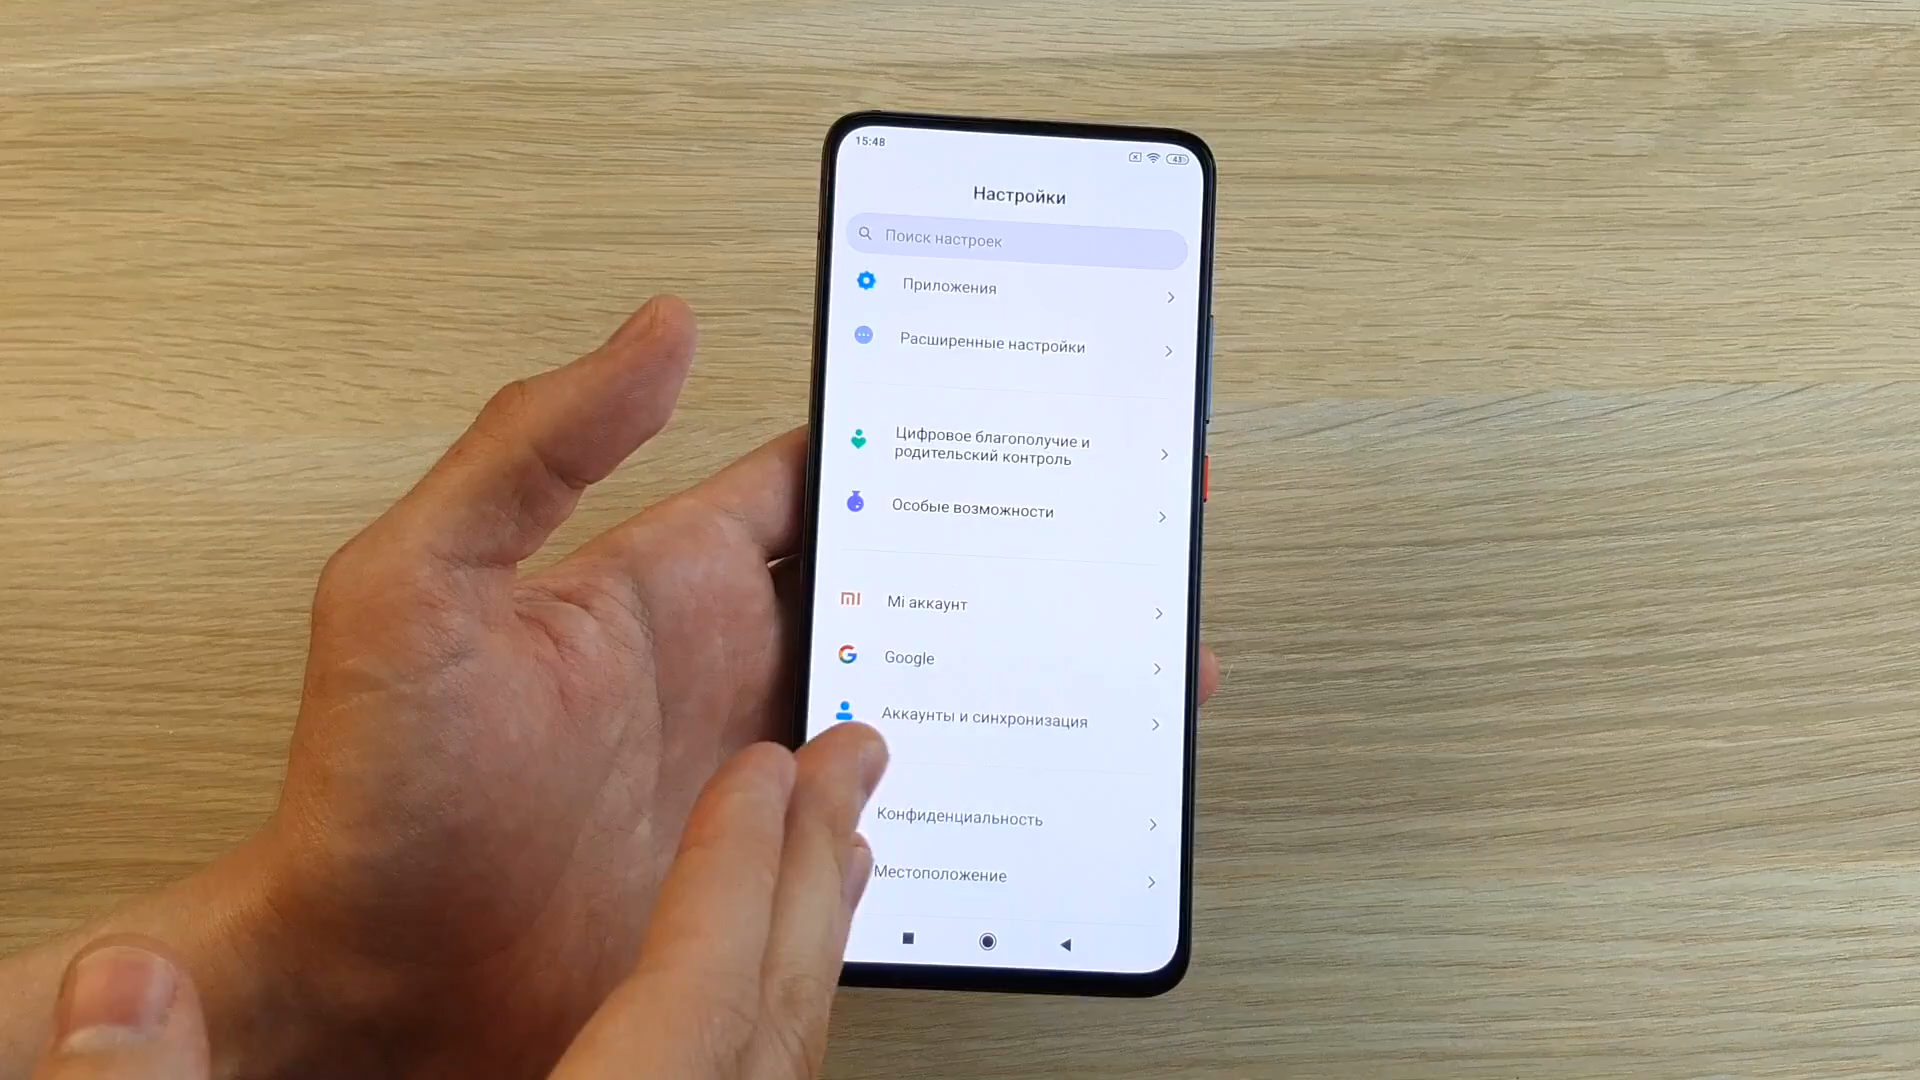 15:48
43
Настройки
Поиск настроек
Приложения
Расширенные настройки
Цифровое благополучие и
родительский контроль
Особые возможности
Mi аккаунт
Google
Аккаунты и синхронизация
Конфиденциальность
Местоположение